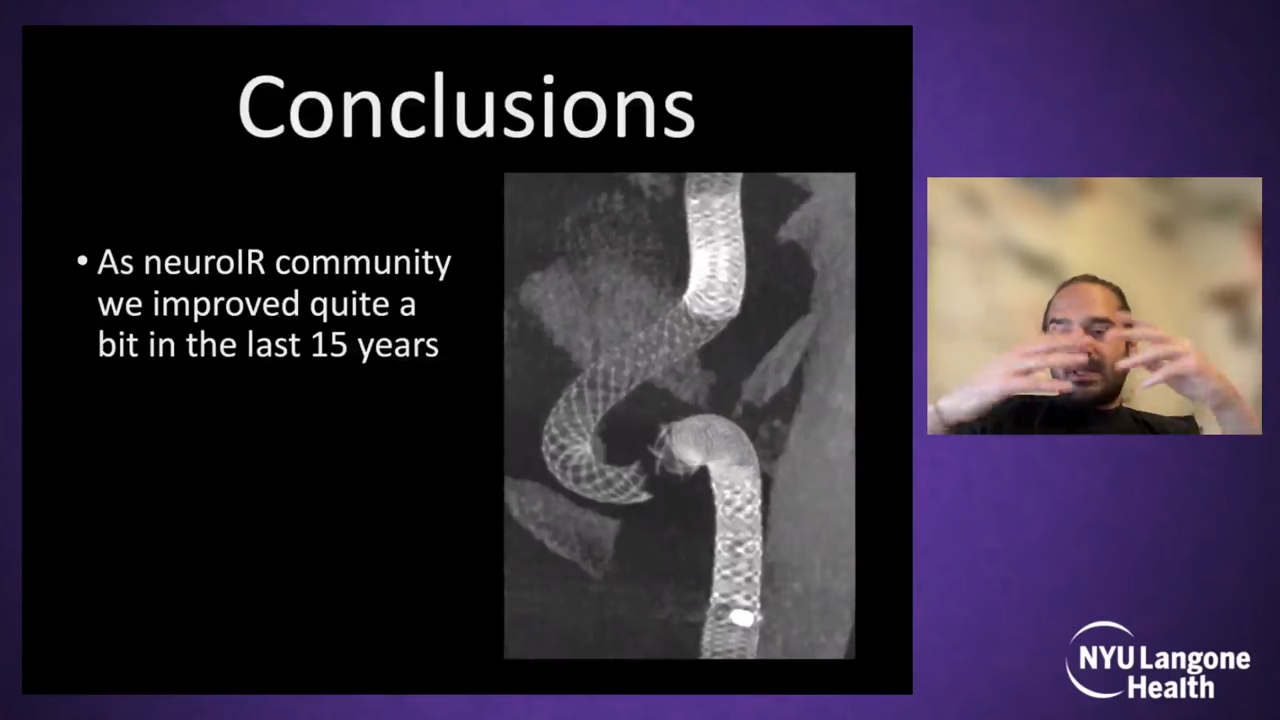 Conclusions
• As neuroIR community
we improved quite a
bit in the last 15 years
NYU Langone
Health